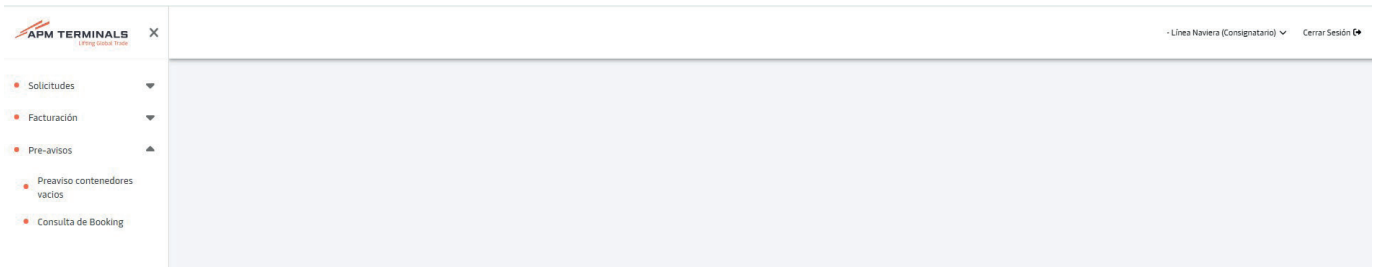 APM TERMINALS
Lifting Global Trade
- Línea Naviera (Consignatario)
Cerrar Sesión
Solicitudes
Facturación
Pre-avisos
Preaviso contenedores
vacios
Consulta de Booking